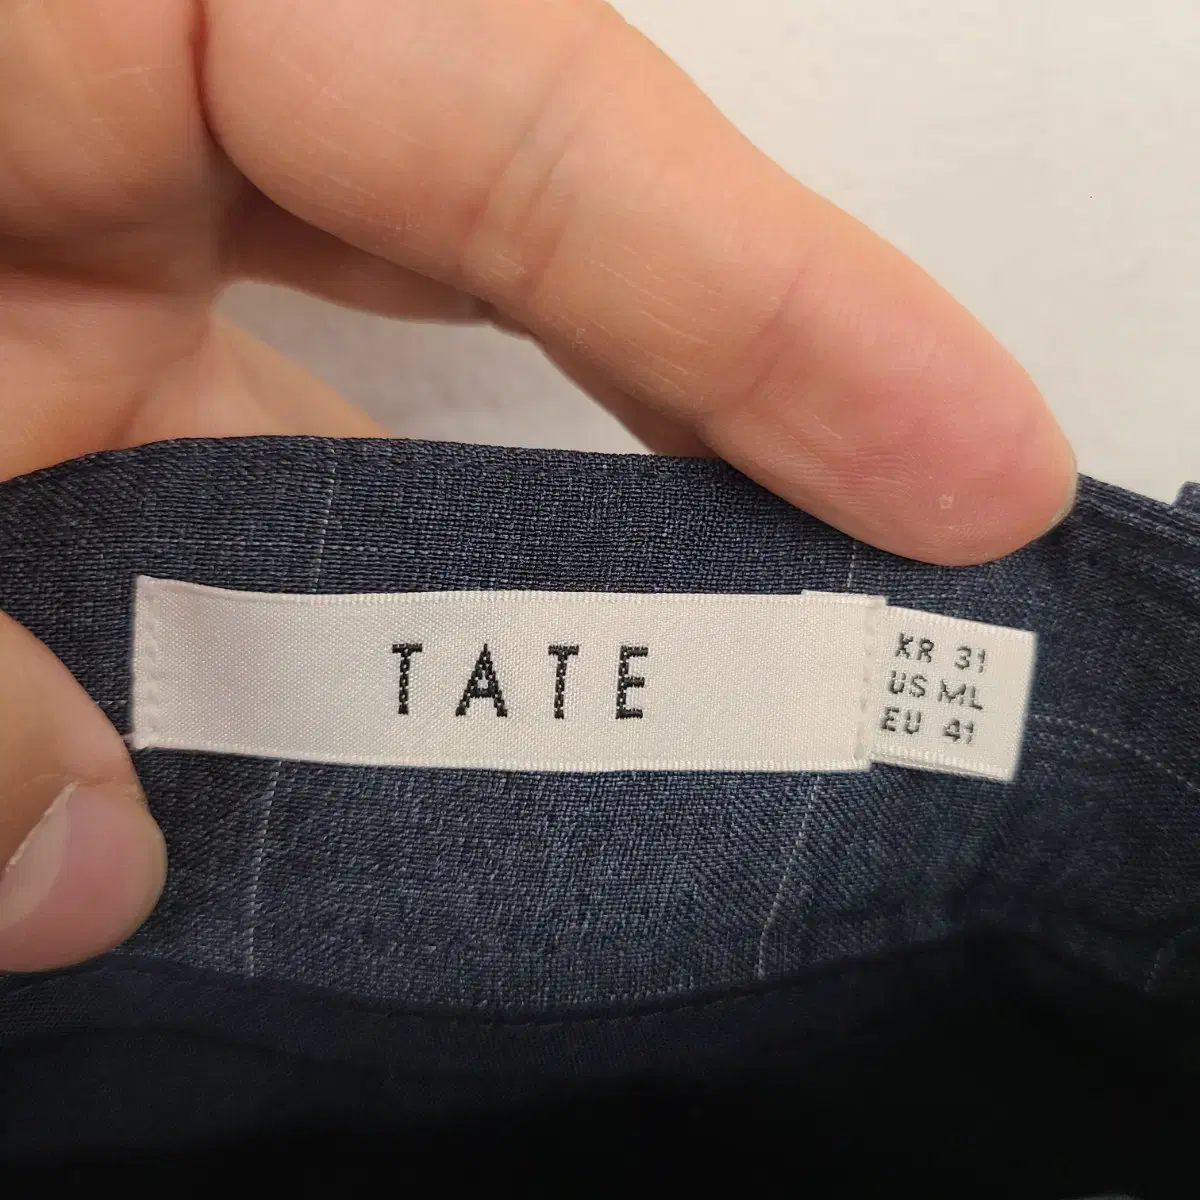 TATE
KR 31
US ML
EU 41